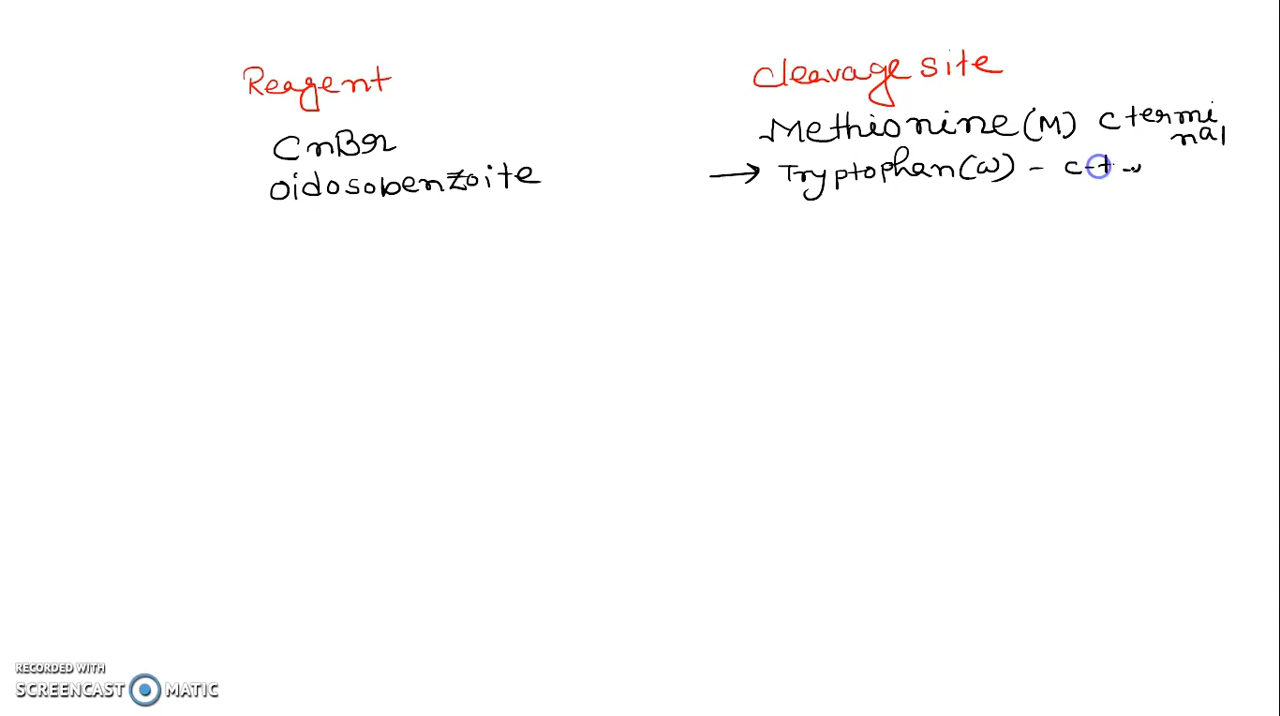 Reagent
Cleavage site
CnBr
Methionine (M) C termi
nal
oidosobenzoite
→ Tryptophan (W) - C-t
RECORDED WITH
SCREENCAST MATIC